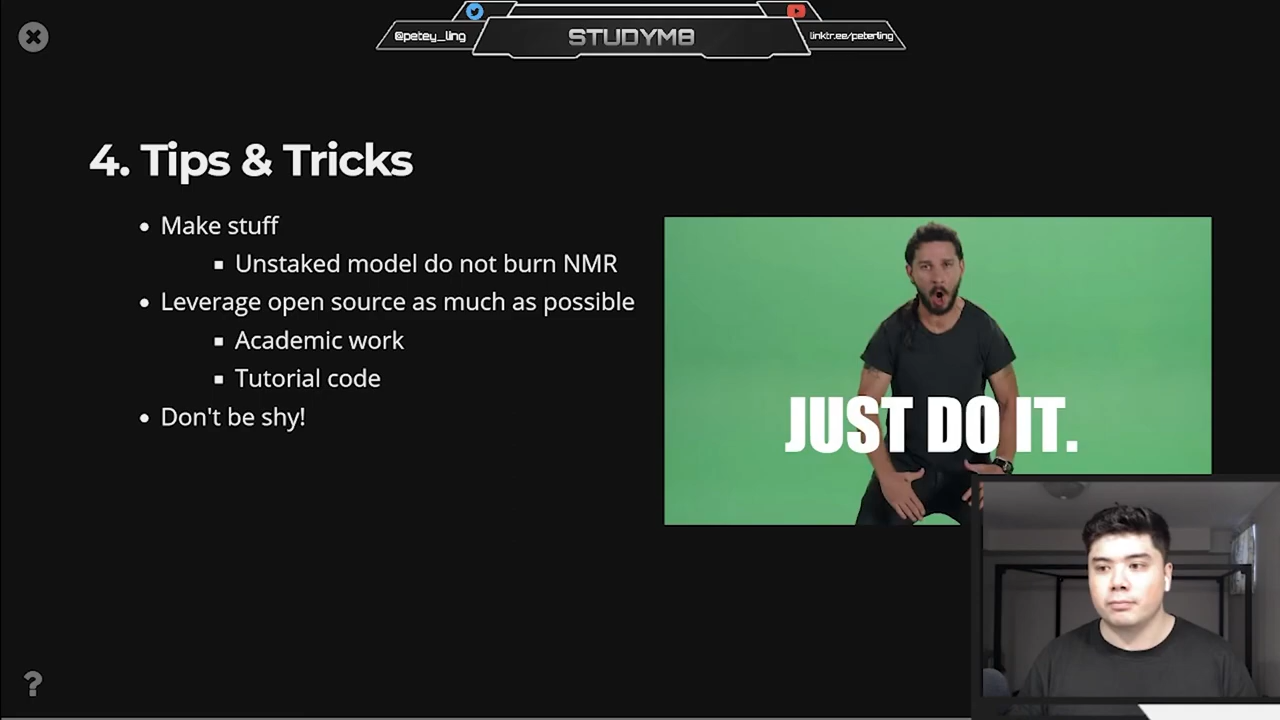 @petey_ling
STUDYM8
linktr.ee/peterling
4. Tips & Tricks
• Make stuff
▪ Unstaked model do not burn NMR
• Leverage open source as much as possible
▪ Academic work
▪ Tutorial code
• Don't be shy!
JUST DO IT.
?